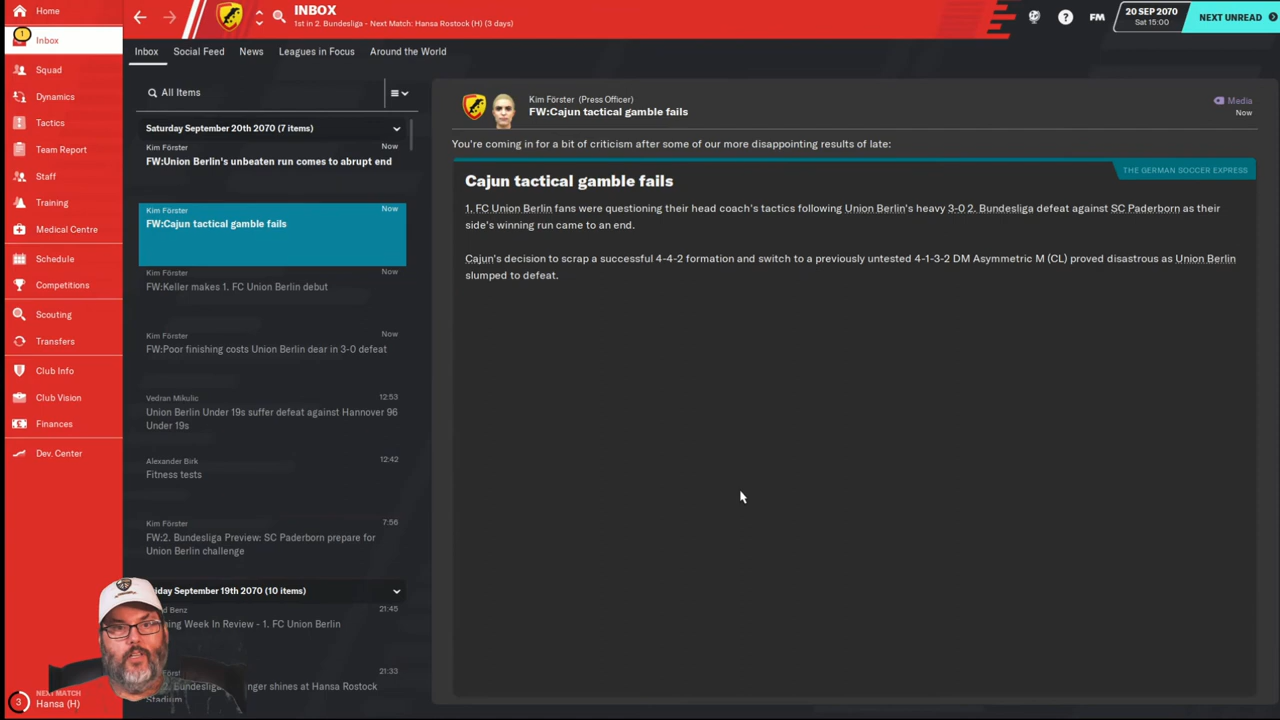 Home
INBOX
1st in 2. Bundesliga - Next Match: Hansa Rostock (H) (3 days)
FM
20 SEP 2070
Sat 15:00
NEXT UNREAD
1
Inbox
Squad
Dynamics
Tactics
Team Report
Staff
Training
Medical Centre
Schedule
Competitions
Scouting
Transfers
Club Info
Club Vision
Finances
Dev. Center
3
NEXT MATCH
Hansa (H)
Inbox
Social Feed
News
Leagues in Focus
Around the World
All Items
Saturday September 20th 2070 (7 items)
Kim Förster
Now
FW:Union Berlin's unbeaten run comes to abrupt end
Kim Förster
Now
FW:Cajun tactical gamble fails
Kim Förster
Now
FW:Keller makes 1. FC Union Berlin debut
Kim Förster
Now
FW:Poor finishing costs Union Berlin dear in 3-0 defeat
Vedran Mikulic
12:53
Union Berlin Under 19s suffer defeat against Hannover 96
Under 19s
Alexander Birk
12:42
Fitness tests
Kim Förster
7:56
FW:2. Bundesliga Preview: SC Paderborn prepare for
Union Berlin challenge
iday September 19th 2070 (10 items)
d Benz
21:45
ing Week In Review - 1. FC Union Berlin
21:33
2. Bundesliga nger shines at Hansa Rostock
Stadium
Kim Förster (Press Officer)
FW:Cajun tactical gamble fails
Media
Now
You're coming in for a bit of criticism after some of our more disappointing results of late:
THE GERMAN SOCCER EXPRESS
Cajun tactical gamble fails
1. FC Union Berlin fans were questioning their head coach's tactics following Union Berlin's heavy 3-0 2. Bundesliga defeat against SC Paderborn as their
side's winning run came to an end.
Cajun's decision to scrap a successful 4-4-2 formation and switch to a previously untested 4-1-3-2 DM Asymmetric M (CL) proved disastrous as Union Berlin
slumped to defeat.